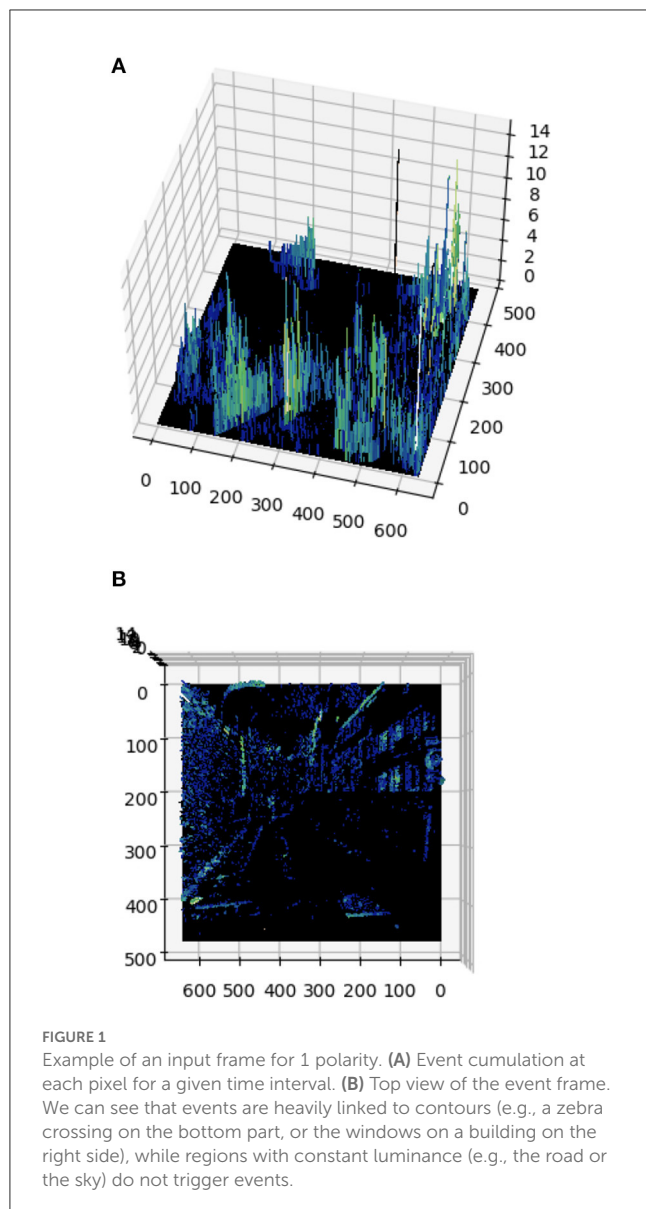 A
14
12
10
8
6
4
2
0
500
400
300
200
100
0
0 100 200 300 400 500 600
B
0
100
200
300
400
500
600 500 400 300 200 100 0
FIGURE 1
Example of an input frame for 1 polarity. (A) Event cumulation at
each pixel for a given time interval. (B) Top view of the event frame.
We can see that events are heavily linked to contours (e.g., a zebra
crossing on the bottom part, or the windows on a building on the
right side), while regions with constant luminance (e.g., the road or
the sky) do not trigger events.